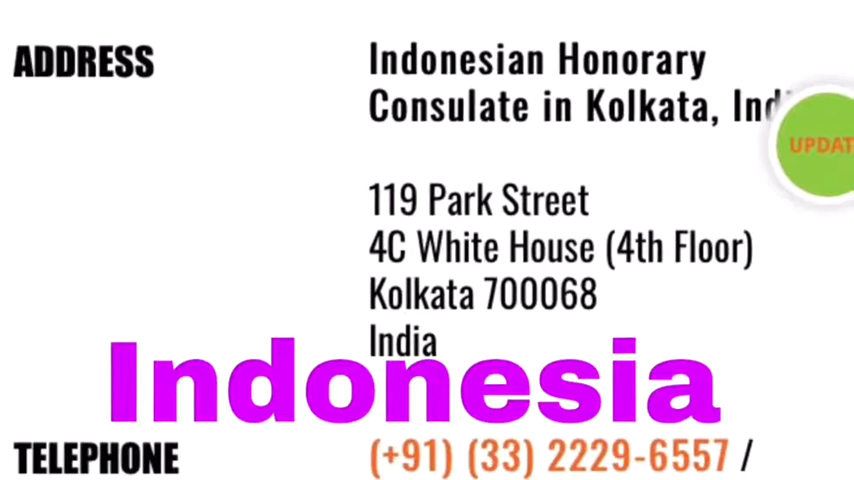 ADDRESS
Indonesian Honorary
Consulate in Kolkata,
UPDAT
119 Park Street
4C White House (4th Floor)
Kolkata 700068
India
Indonesia
TELEPHONE
(+91) (33) 2229-6557 /